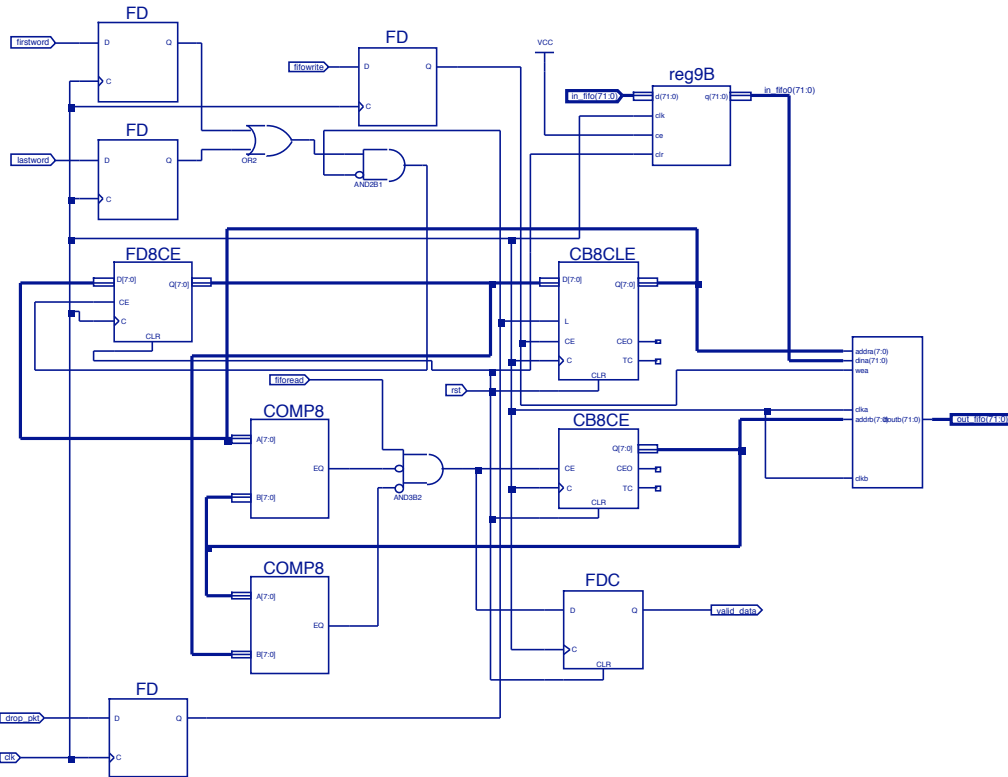 FD
firstword
D
Q
C
FD
fifowrite
D
Q
C
VCC
reg9B
in_fifo(71:0)
d(71:0)
q(71:0)
in_fifo0(71:0)
clk
ce
clr
FD
lastword
D
Q
C
OR2
AND2B1
FD8CE
D[7:0]
Q[7:0]
CE
C
CLR
CB8CLE
D[7:0]
Q[7:0]
L
CE
CEO
C
TC
CLR
rst
addra(7:0)
dina(71:0)
wea
clka
addrb(7:0)
doutb(71:0)
clkb
out_fifo(71:0)
fiforead
COMP8
A[7:0]
EQ
B[7:0]
AND3B2
CB8CE
Q[7:0]
CE
CEO
C
TC
CLR
COMP8
A[7:0]
EQ
B[7:0]
FDC
D
Q
C
CLR
valid_data
FD
drop_pkt
D
Q
clk
C